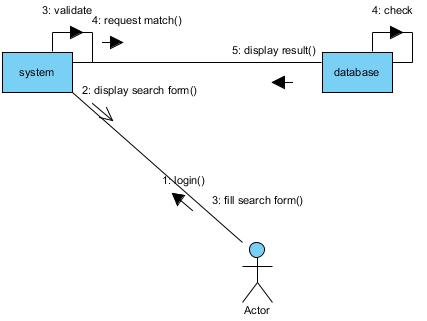 3: validate
4: check
4: request match()
5: display result()
system
database
2: display search form()
1: login()
3: fill search form()
Actor